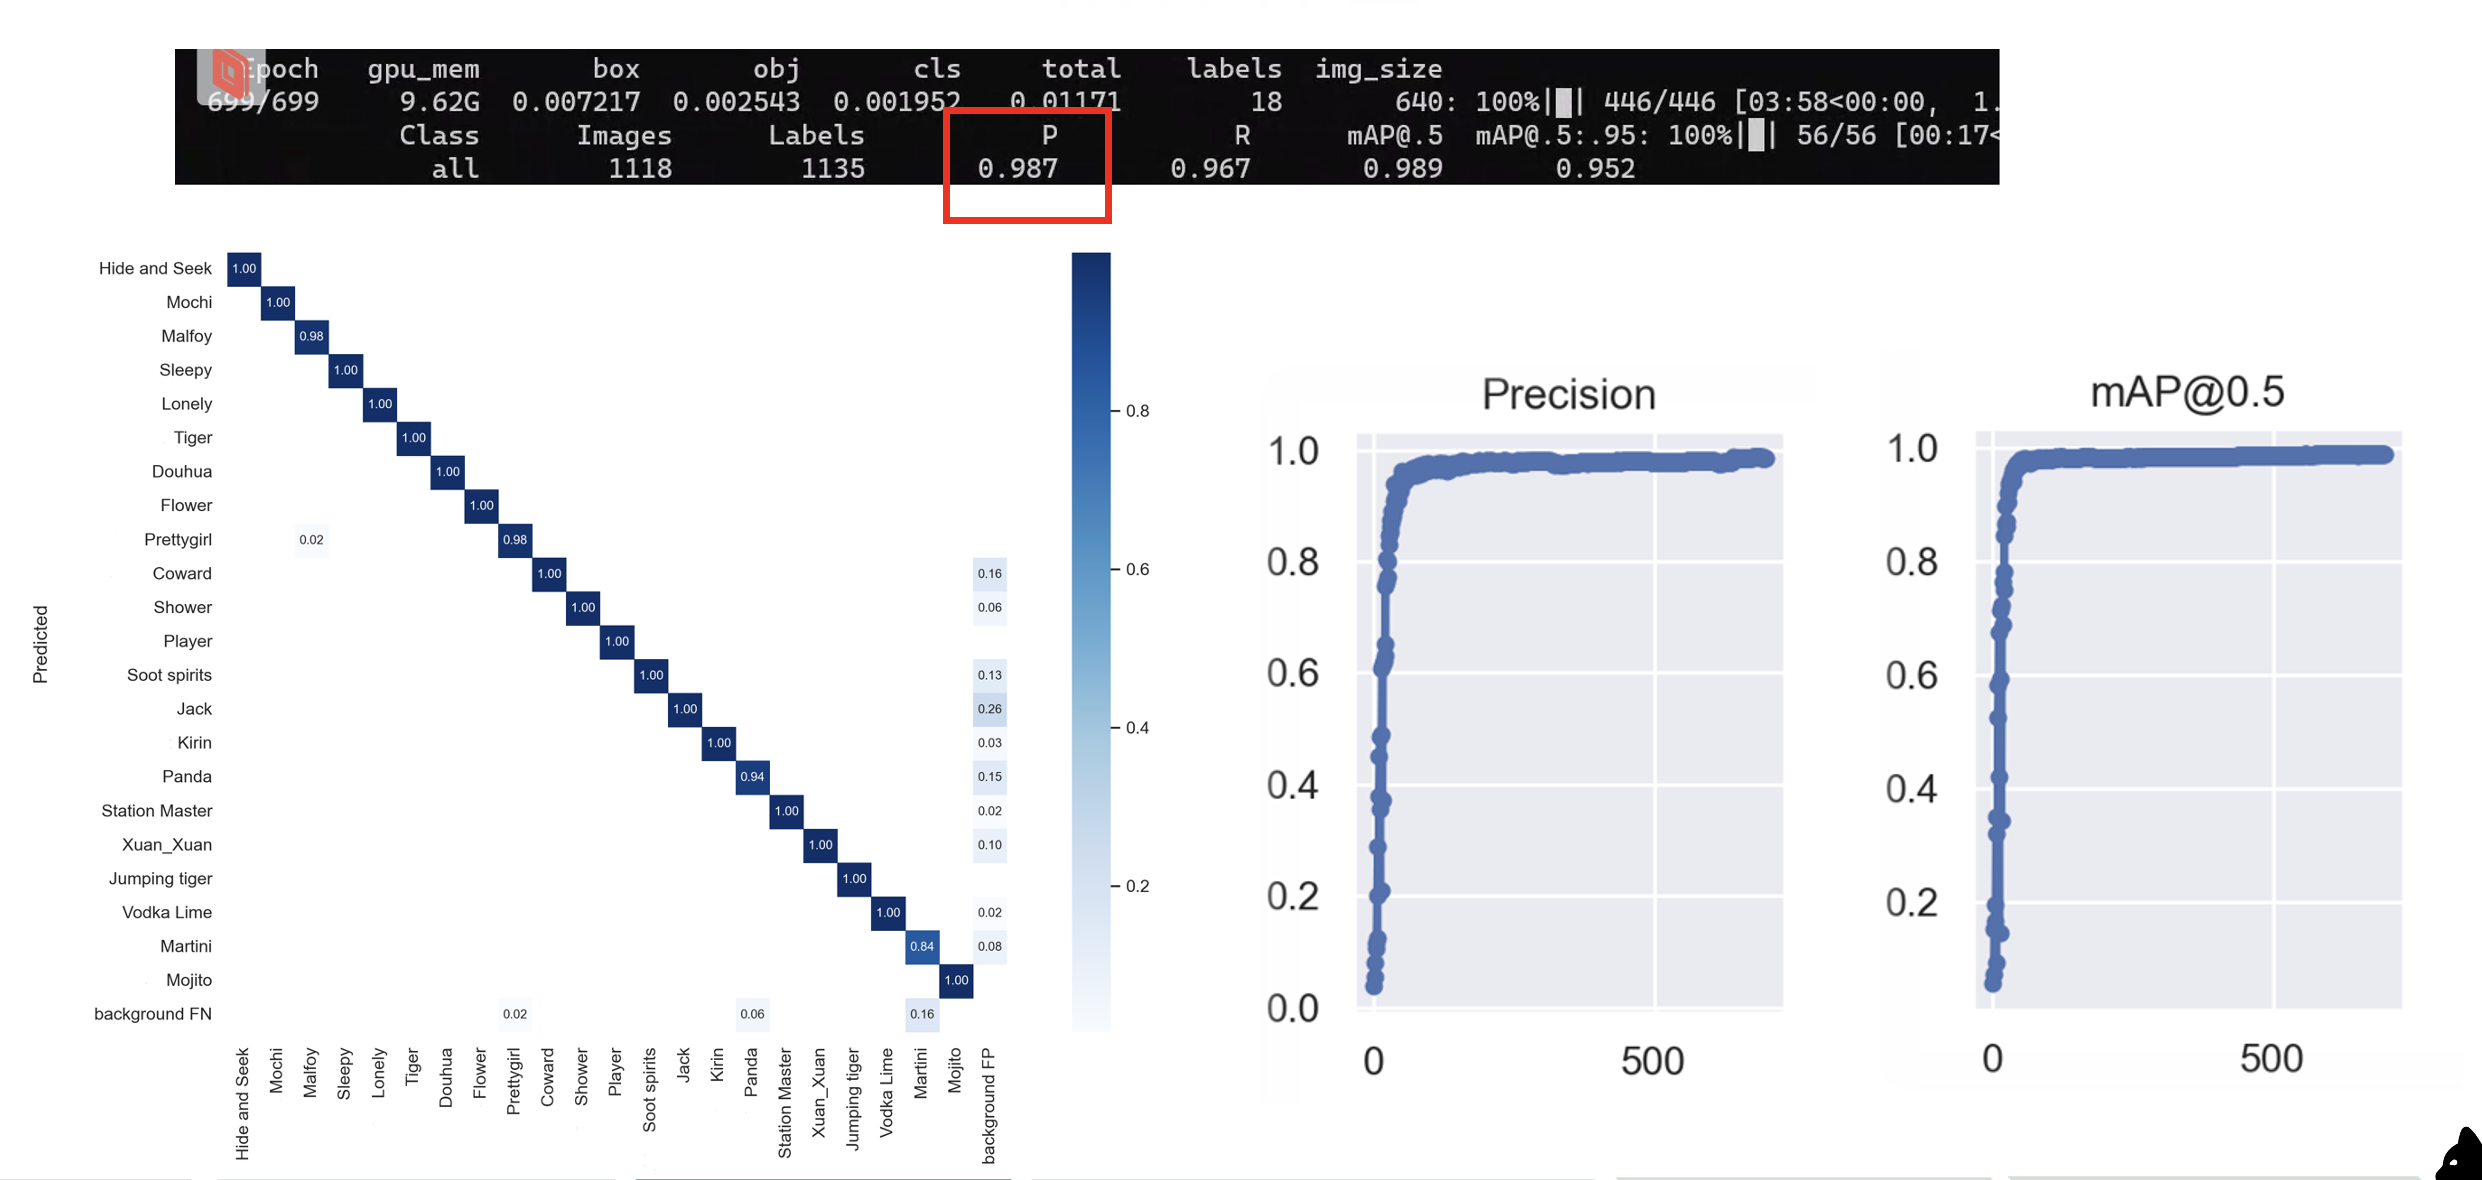 Epoch gpu_mem box obj cls total labels img_size
699/699 9.62G 0.007217 0.002543 0.001952 0.01171 18 640: 100%|█| 446/446 [03:58<00:00, 1.
Class Images Labels P R mAP@.5 mAP@.5:.95: 100%|█| 56/56 [00:17<
all 1118 1135 0.987 0.967 0.989 0.952
Predicted
Hide and Seek 1.00
Mochi 1.00
Malfoy 0.98
Sleepy 1.00
Lonely 1.00
Tiger 1.00
Douhua 1.00
Flower 1.00
Prettygirl 0.02 0.98
Coward 1.00 0.16
Shower 1.00 0.06
Player 1.00
Soot spirits 1.00 0.13
Jack 1.00 0.26
Kirin 1.00 0.03
Panda 0.94 0.15
Station Master 1.00 0.02
Xuan_Xuan 1.00 0.10
Jumping tiger 1.00
Vodka Lime 1.00 0.02
Martini 0.84 0.08
Mojito 1.00
background FN 0.02 0.06 0.16
Hide and Seek
Mochi
Malfoy
Sleepy
Lonely
Tiger
Douhua
Flower
Prettygirl
Coward
Shower
Player
Soot spirits
Jack
Kirin
Panda
Station Master
Xuan_Xuan
Jumping tiger
Vodka Lime
Martini
Mojito
background FP
0.8
0.6
0.4
0.2
Precision
1.0
0.8
0.6
0.4
0.2
0.0
0 500
mAP@0.5
1.0
0.8
0.6
0.4
0.2
0 500